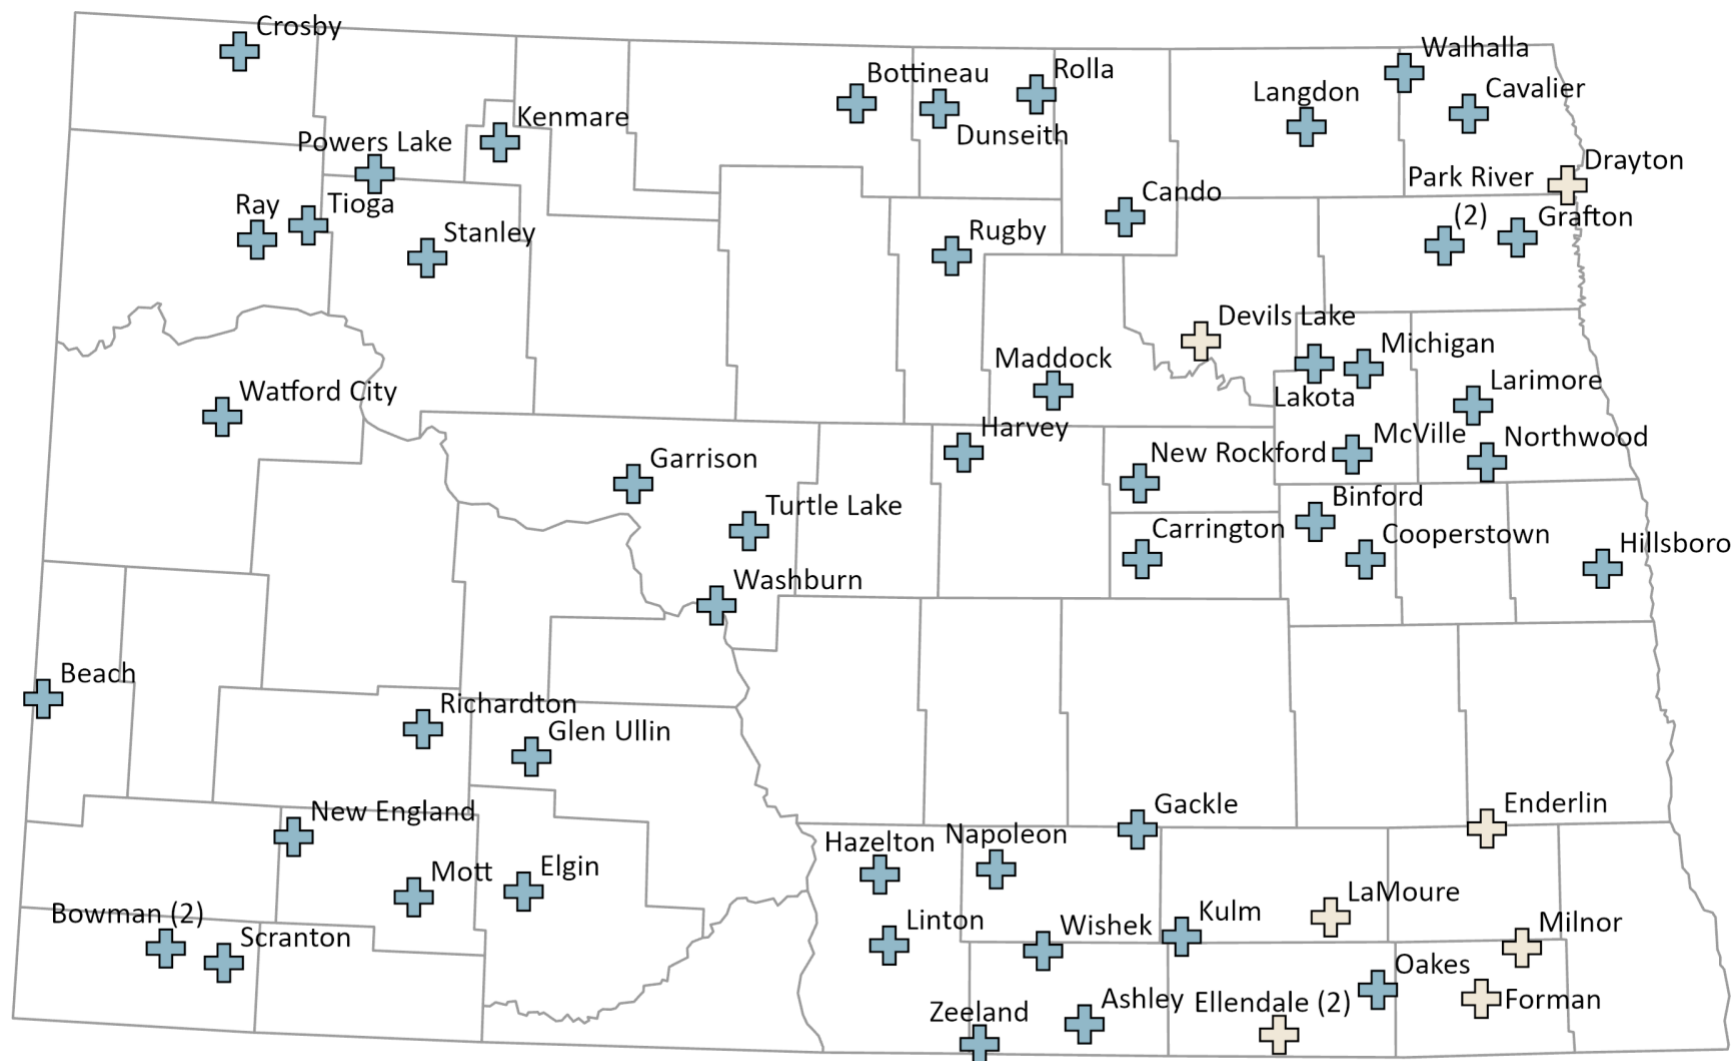 Crosby
Walhalla
Bottineau
Rolla
Langdon
Cavalier
Kenmare
Dunseith
Powers Lake
Drayton
Park River
(2)
Cando
Ray
Tioga
Grafton
Stanley
Rugby
Devils Lake
Michigan
Maddock
Larimore
Watford City
Lakota
Harvey
McVille
Northwood
Garrison
New Rockford
Turtle Lake
Binford
Carrington
Cooperstown
Hillsboro
Washburn
Beach
Richardton
Glen Ullin
Gackle
Enderlin
New England
Hazelton
Napoleon
Elgin
Mott
LaMoure
Bowman (2)
Linton
Wishek
Kulm
Milnor
Scranton
Oakes
Ashley
Ellendale (2)
Forman
Zeeland